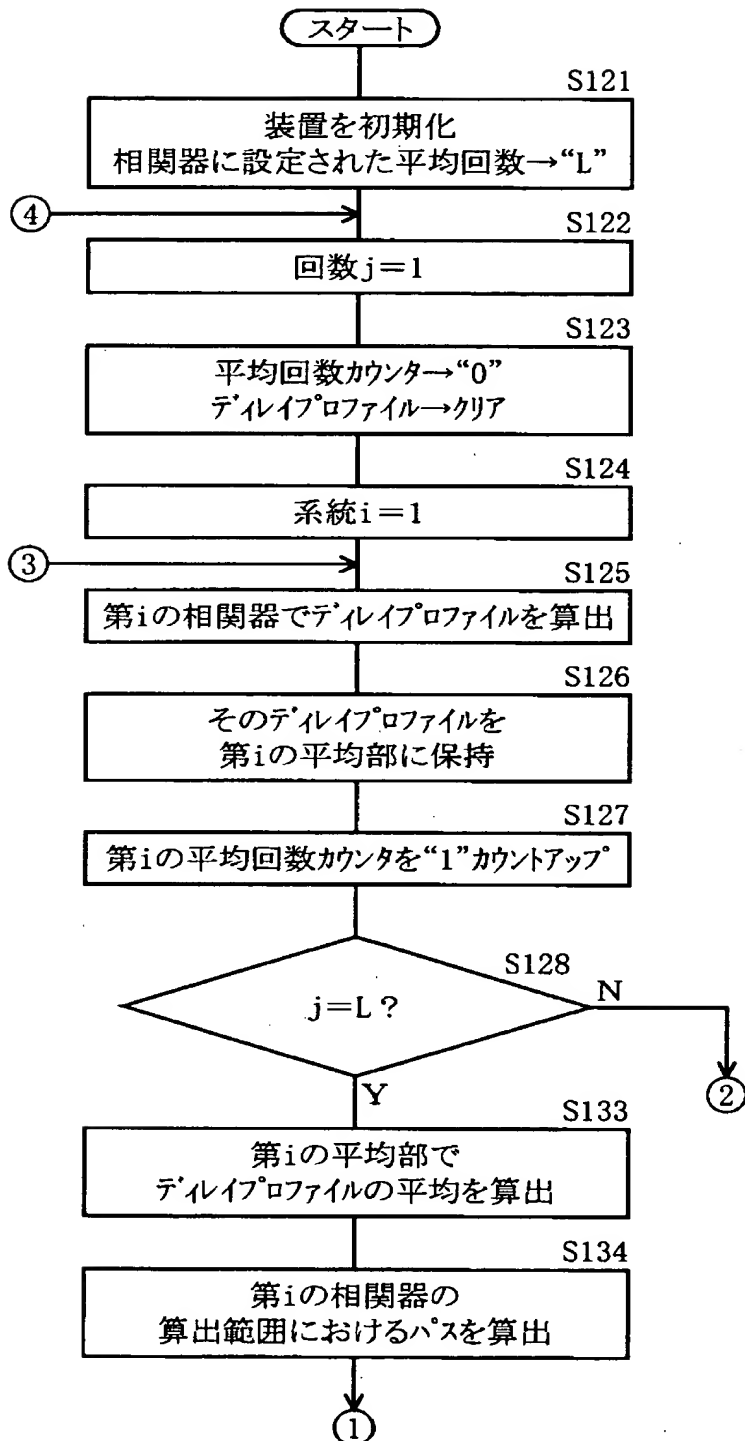 スタート
S121
装置を初期化
相関器に設定された平均回数→“L”
④
S122
回数j＝1
S123
平均回数カウンター→“0”
ディレイプロファイル→クリア
S124
系統i＝1
③
S125
第iの相関器でディレイプロファイルを算出
S126
そのディレイプロファイルを
第iの平均部に保持
S127
第iの平均回数カウンタを“1”カウントアップ
S128
j＝L？
N
②
Y
S133
第iの平均部で
ディレイプロファイルの平均を算出
S134
第iの相関器の
算出範囲におけるパスを算出
①